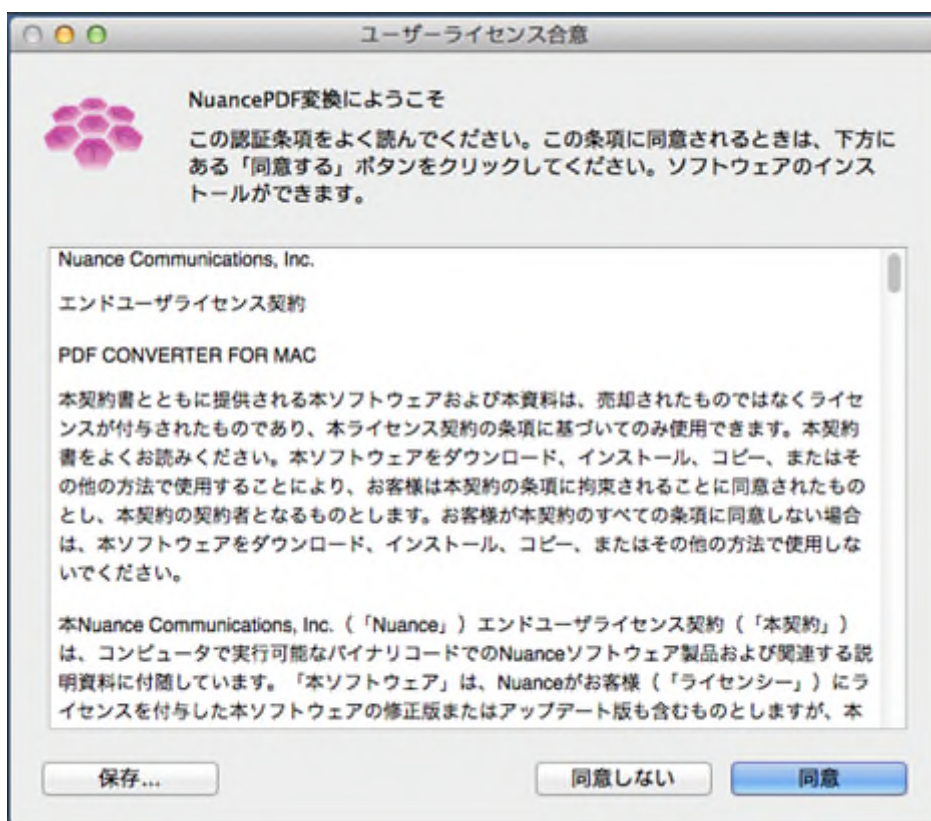 ユーザーライセンス合意
NuancePDF変換にようこそ
この認証条項をよく読んでください。この条項に同意されるときは、下方に
ある「同意する」ボタンをクリックしてください。ソフトウェアのインス
トールができます。
Nuance Communications, Inc.
エンドユーザライセンス契約
PDF CONVERTER FOR MAC
本契約書とともに提供される本ソフトウェアおよび本資料は、売却されたものではなくライセ
ンスが付与されたものであり、本ライセンス契約の条項に基づいてのみ使用できます。本契約
書をよくお読みください。本ソフトウェアをダウンロード、インストール、コピー、またはそ
の他の方法で使用することにより、お客様は本契約の条項に拘束されることに同意されたもの
とし、本契約の契約者となるものとします。お客様が本契約のすべての条項に同意しない場合
は、本ソフトウェアをダウンロード、インストール、コピー、またはその他の方法で使用しな
いでください。
本Nuance Communications, Inc.（「Nuance」）エンドユーザライセンス契約（「本契約」）
は、コンピュータで実行可能なバイナリコードでのNuanceソフトウェア製品および関連する説
明資料に付随しています。「本ソフトウェア」は、Nuanceがお客様（「ライセンシー」）にラ
イセンスを付与した本ソフトウェアの修正版またはアップデート版も含むものとしますが、本
保存...
同意しない
同意